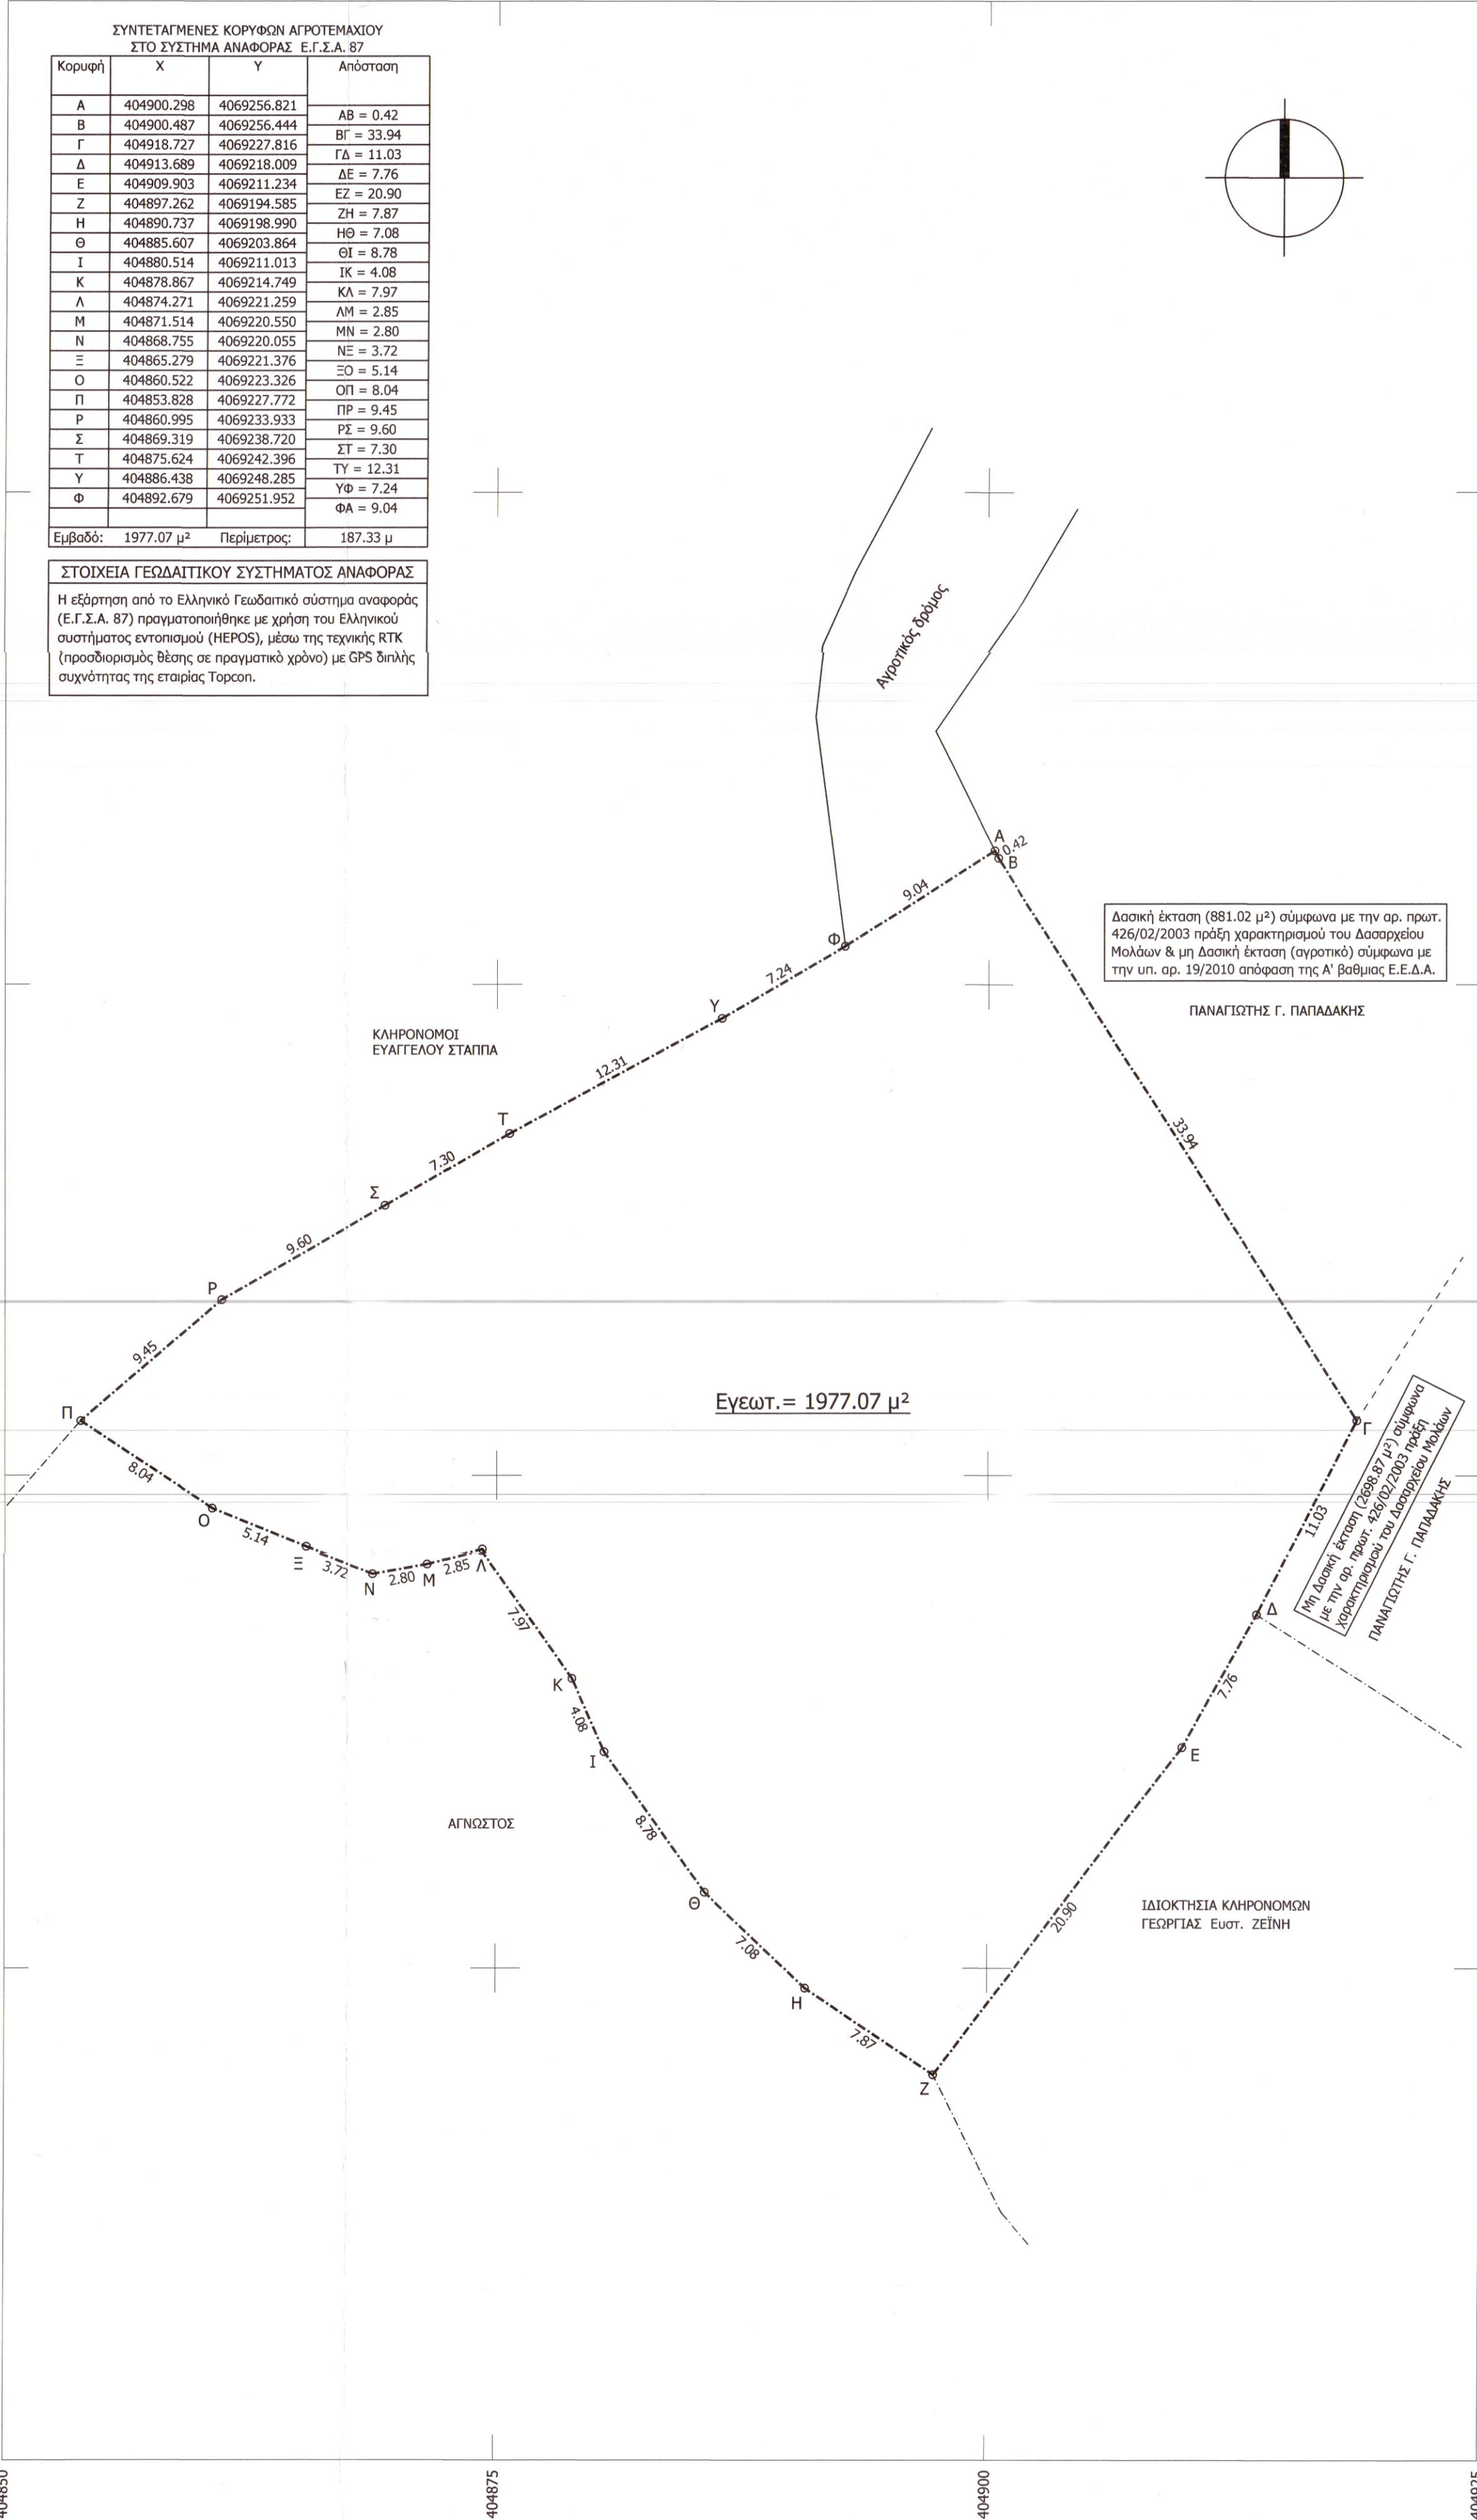 ΣΥΝΤΕΤΑΓΜΕΝΕΣ ΚΟΡΥΦΩΝ ΑΓΡΟΤΕΜΑΧΙΟΥ
ΣΤΟ ΣΥΣΤΗΜΑ ΑΝΑΦΟΡΑΣ Ε.Γ.Σ.Α. 87
Κορυφή X Y Απόσταση
Α 404900.298 4069256.821
ΑΒ = 0.42
Β 404900.487 4069256.444
ΒΓ = 33.94
Γ 404918.727 4069227.816
ΓΔ = 11.03
Δ 404913.689 4069218.009
ΔΕ = 7.76
Ε 404909.903 4069211.234
ΕΖ = 20.90
Ζ 404897.262 4069194.585
ΖΗ = 7.87
Η 404890.737 4069198.990
ΗΘ = 7.08
Θ 404885.607 4069203.864
ΘΙ = 8.78
Ι 404880.514 4069211.013
ΙΚ = 4.08
Κ 404878.867 4069214.749
ΚΛ = 7.97
Λ 404874.271 4069221.259
ΛΜ = 2.85
Μ 404871.514 4069220.550
ΜΝ = 2.80
Ν 404868.755 4069220.055
ΝΞ = 3.72
Ξ 404865.279 4069221.376
ΞΟ = 5.14
Ο 404860.522 4069223.326
ΟΠ = 8.04
Π 404853.828 4069227.772
ΠΡ = 9.45
Ρ 404860.995 4069233.933
ΡΣ = 9.60
Σ 404869.319 4069238.720
ΣΤ = 7.30
Τ 404875.624 4069242.396
ΤΥ = 12.31
Υ 404886.438 4069248.285
ΥΦ = 7.24
Φ 404892.679 4069251.952
ΦΑ = 9.04
Εμβαδό: 1977.07 μ² Περίμετρος: 187.33 μ
ΣΤΟΙΧΕΙΑ ΓΕΩΔΑΙΤΙΚΟΥ ΣΥΣΤΗΜΑΤΟΣ ΑΝΑΦΟΡΑΣ
Η εξάρτηση από το Ελληνικό Γεωδαιτικό σύστημα αναφοράς
(Ε.Γ.Σ.Α. 87) πραγματοποιήθηκε με χρήση του Ελληνικού
συστήματος εντοπισμού (HEPOS), μέσω της τεχνικής RTK
(προσδιορισμός θέσης σε πραγματικό χρόνο) με GPS διπλής
συχνότητας της εταιρίας Topcon.
Αγροτικός δρόμος
Α
0.42
Β
9.04
Φ
7.24
Υ
Δασική έκταση (881.02 μ²) σύμφωνα με την αρ. πρωτ.
426/02/2003 πράξη χαρακτηρισμού του Δασαρχείου
Μολάων & μη Δασική έκταση (αγροτικό) σύμφωνα με
την υπ. αρ. 19/2010 απόφαση της Α' βαθμιας Ε.Ε.Δ.Α.
ΠΑΝΑΓΙΩΤΗΣ Γ. ΠΑΠΑΔΑΚΗΣ
ΚΛΗΡΟΝΟΜΟΙ
ΕΥΑΓΓΕΛΟΥ ΣΤΑΠΠΑ
12.31
Τ
33.94
7.30
Σ
9.60
Ρ
9.45
Π
Εγεωτ.= 1977.07 μ²
Γ
Μη Δασική έκταση (2698.87 μ²) σύμφωνα
με την αρ. πρωτ. 426/02/2003 πράξη
χαρακτηρισμού του Δασαρχείου Μολάων
ΠΑΝΑΓΙΩΤΗΣ Γ. ΠΑΠΑΔΑΚΗΣ
8.04
Ο
5.14
Ξ
3.72
Ν
2.80
Μ
2.85
Λ
11.03
Δ
7.97
Κ
7.76
4.08
Ι
Ε
8.78
ΑΓΝΩΣΤΟΣ
Θ
20.90
ΙΔΙΟΚΤΗΣΙΑ ΚΛΗΡΟΝΟΜΩΝ
ΓΕΩΡΓΙΑΣ Ευστ. ΖΕΪΝΗ
7.08
Η
7.87
Ζ
404850
404875
404900
404925